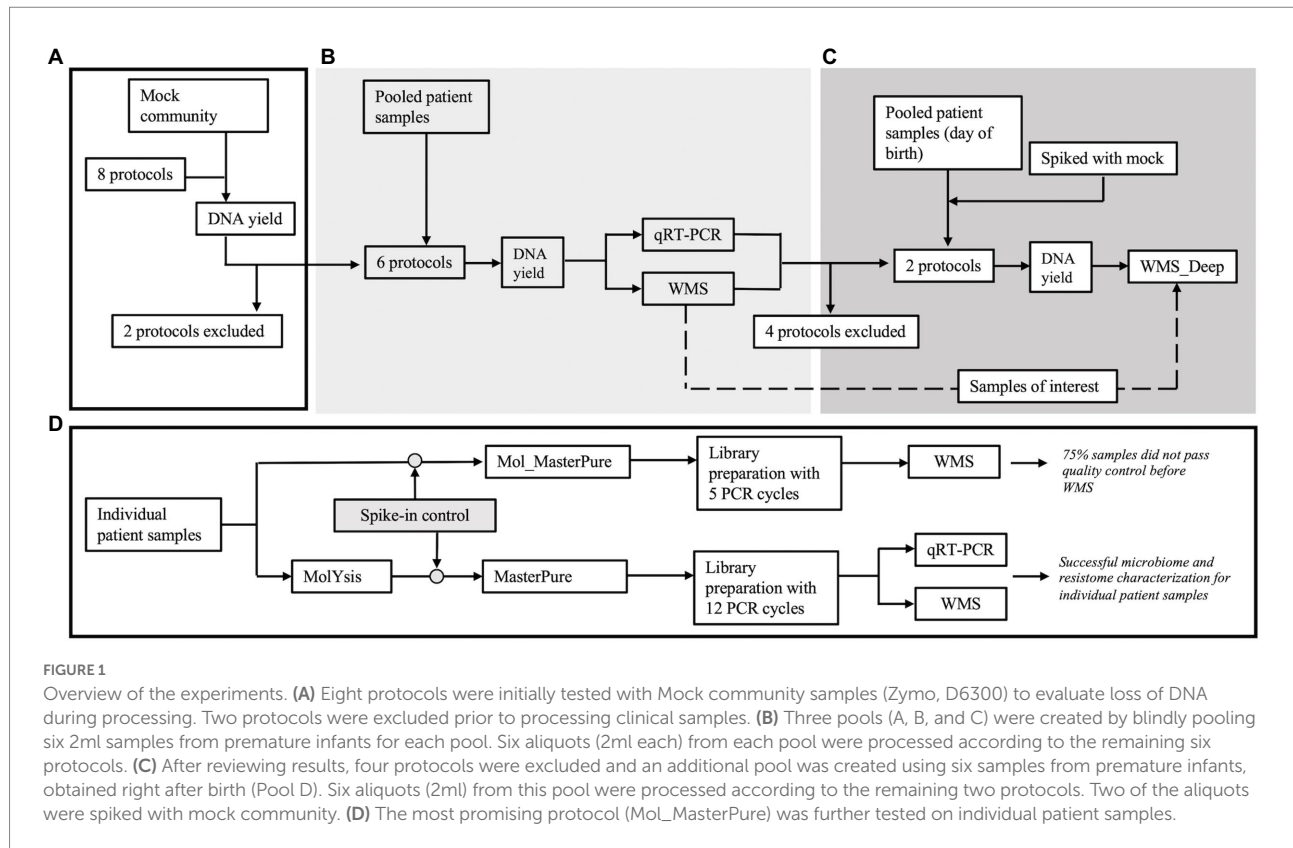 A
Mock
community
8 protocols
DNA yield
2 protocols excluded
B
Pooled patient
samples
6 protocols
DNA
yield
qRT-PCR
WMS
4 protocols excluded
C
Pooled patient
samples (day of
birth)
Spiked with mock
2 protocols
DNA
yield
WMS_Deep
Samples of interest
D
Individual
patient samples
Spike-in control
Mol_MasterPure
Library
preparation with
5 PCR cycles
WMS
75% samples did not pass
quality control before
WMS
MolYsis
MasterPure
Library
preparation with
12 PCR cycles
qRT-PCR
WMS
Successful microbiome and
resistome characterization for
individual patient samples
FIGURE 1
Overview of the experiments. (A) Eight protocols were initially tested with Mock community samples (Zymo, D6300) to evaluate loss of DNA
during processing. Two protocols were excluded prior to processing clinical samples. (B) Three pools (A, B, and C) were created by blindly pooling
six 2ml samples from premature infants for each pool. Six aliquots (2ml each) from each pool were processed according to the remaining six
protocols. (C) After reviewing results, four protocols were excluded and an additional pool was created using six samples from premature infants,
obtained right after birth (Pool D). Six aliquots (2ml) from this pool were processed according to the remaining two protocols. Two of the aliquots
were spiked with mock community. (D) The most promising protocol (Mol_MasterPure) was further tested on individual patient samples.